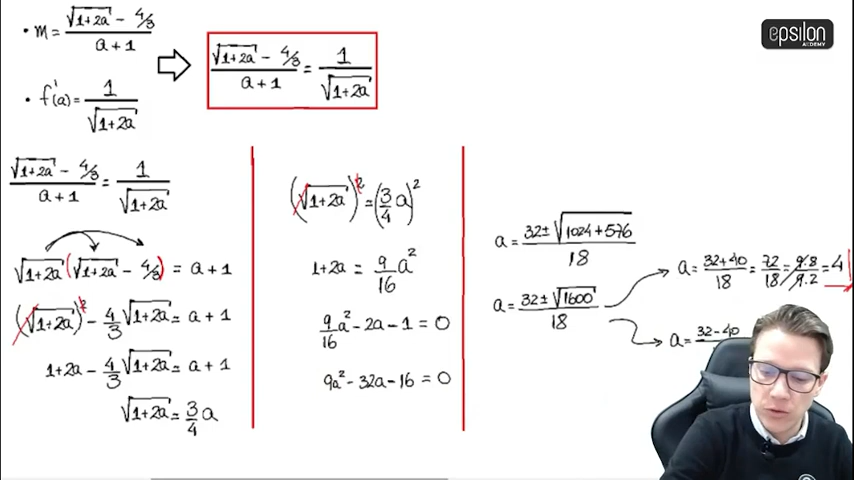 epsilon
ACADEMY
• m = (√(1+2a) - 4/3)/(a+1)
• f'(a) = 1/√(1+2a)
⇒ (√(1+2a) - 4/3)/(a+1) = 1/√(1+2a)
(√(1+2a) - 4/3)/(a+1) = 1/√(1+2a)
√(1+2a) (√(1+2a) - 4/3) = a+1
(√(1+2a))² - 4/3 √(1+2a) = a+1
1+2a - 4/3 √(1+2a) = a+1
√(1+2a) = 3/4 a
(√(1+2a))² = (3/4 a)²
1+2a = 9/16 a²
9/16 a² - 2a - 1 = 0
9a² - 32a - 16 = 0
a = (32 ± √(1024 + 576))/18
a = (32 ± √1600)/18
a = (32+40)/18 = 72/18 = 9·8/9·2 = 4
a = 32-40